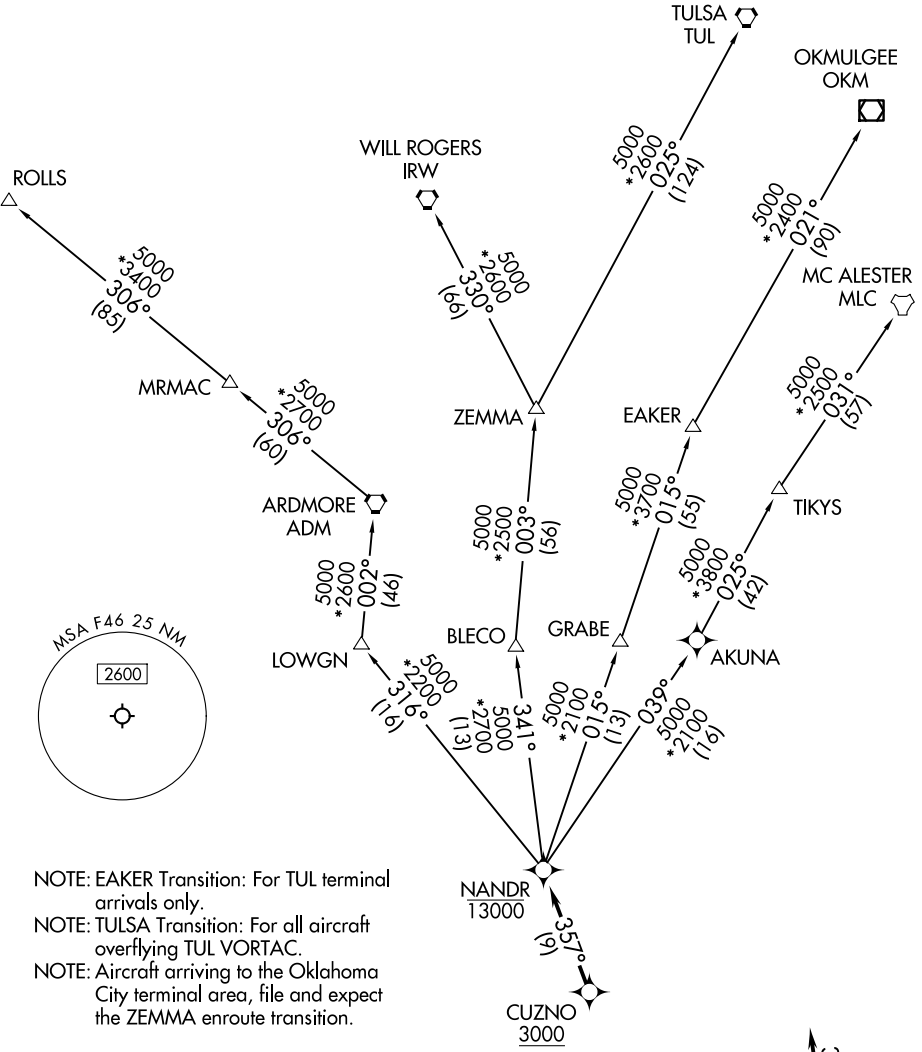 TULSA
TUL
OKMULGEE
OKM
WILL ROGERS
IRW
ROLLS
5000
*2600
025°
(124)
5000
*2400
021°
(90)
5000
*3400
306°
(85)
5000
*2600
330°
(66)
MC ALESTER
MLC
MRMAC
5000
*2700
306°
(60)
ZEMMA
EAKER
5000
*2500
031°
(57)
ARDMORE
ADM
5000
*2500
003°
(56)
5000
*3700
015°
(55)
TIKYS
5000
*2600
002°
(46)
5000
*3800
025°
(42)
MSA F46 25 NM
2600
LOWGN
BLECO
GRABE
AKUNA
5000
*2200
316°
(16)
341°
5000
*2700
(13)
5000
*2100
015°
(13)
039°
5000
*2100
(16)
NANDR
13000
357°
(9)
CUZNO
3000
NOTE: EAKER Transition: For TUL terminal
arrivals only.
NOTE: TULSA Transition: For all aircraft
overflying TUL VORTAC.
NOTE: Aircraft arriving to the Oklahoma
City terminal area, file and expect
the ZEMMA enroute transition.